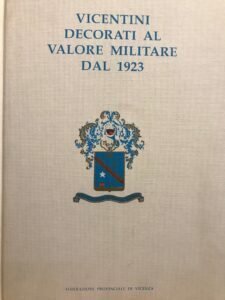 VICENTINI
DECORATI AL
VALORE MILITARE
DAL 1923
FEDERAZIONE PROVINCIALE DI VICENZA